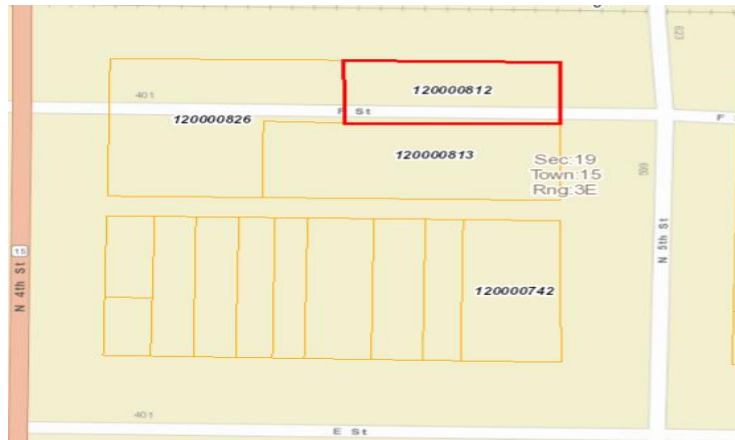 623
401
120000812
F St
F
120000826
120000813
Sec:19
Town:15
Rng:3E
N 5th St
15
N 4th St
120000742
401
E St